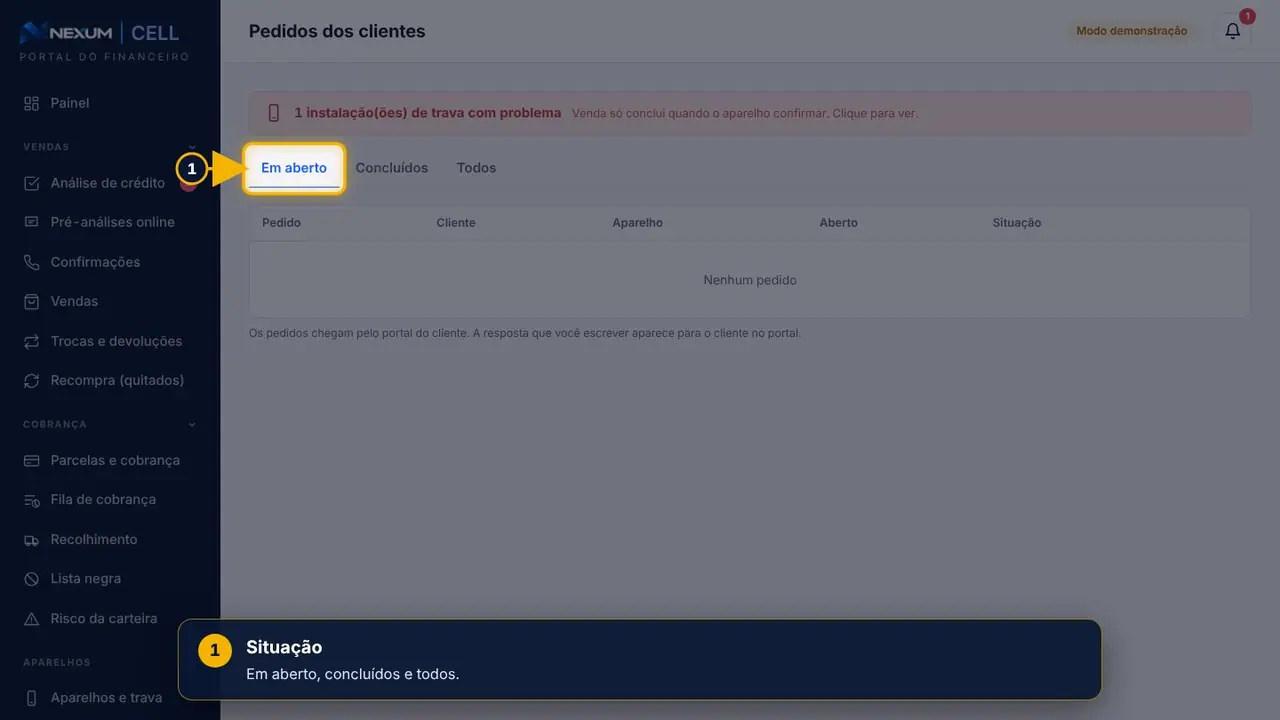 NEXUM | CELL
PORTAL DO FINANCEIRO
Painel
VENDAS
Análise de crédito
Pré-análises online
Confirmações
Vendas
Trocas e devoluções
Recompra (quitados)
COBRANÇA
Parcelas e cobrança
Fila de cobrança
Recolhimento
Lista negra
Risco da carteira
APARELHOS
Aparelhos e trava
Pedidos dos clientes
Modo demonstração
1
1 instalação(ões) de trava com problema Venda só conclui quando o aparelho confirmar. Clique para ver.
1
Em aberto Concluídos Todos
Pedido Cliente Aparelho Aberto Situação
Nenhum pedido
Os pedidos chegam pelo portal do cliente. A resposta que você escrever aparece para o cliente no portal.
1 Situação
Em aberto, concluídos e todos.